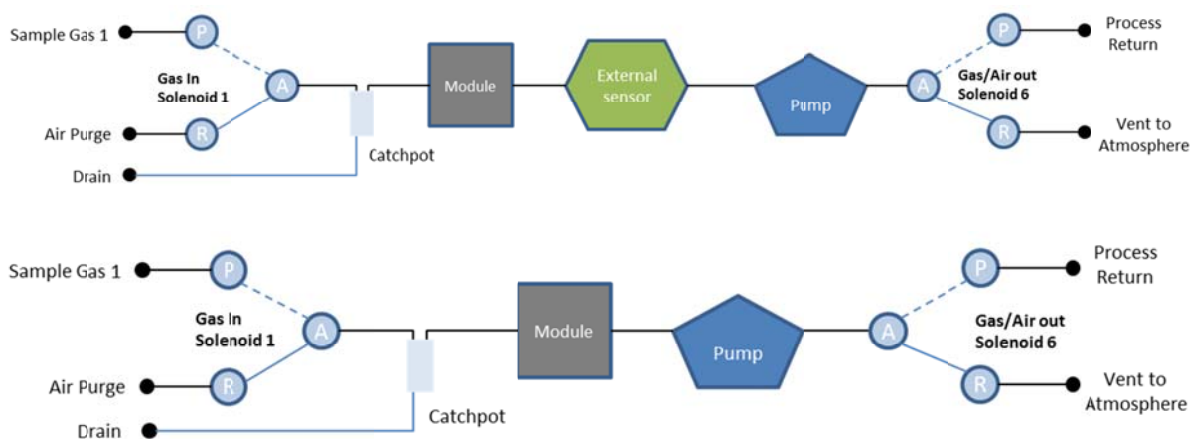 Sample Gas 1
P
Gas In
Solenoid 1
A
Air Purge
R
Drain
Catchpot
Module
External
sensor
Pump
A
P
Process
Return
Gas/Air out
Solenoid 6
R
Vent to
Atmosphere
Sample Gas 1
P
Gas In
Solenoid 1
A
Air Purge
R
Drain
Catchpot
Module
Pump
A
P
Process
Return
Gas/Air out
Solenoid 6
R
Vent to
Atmosphere